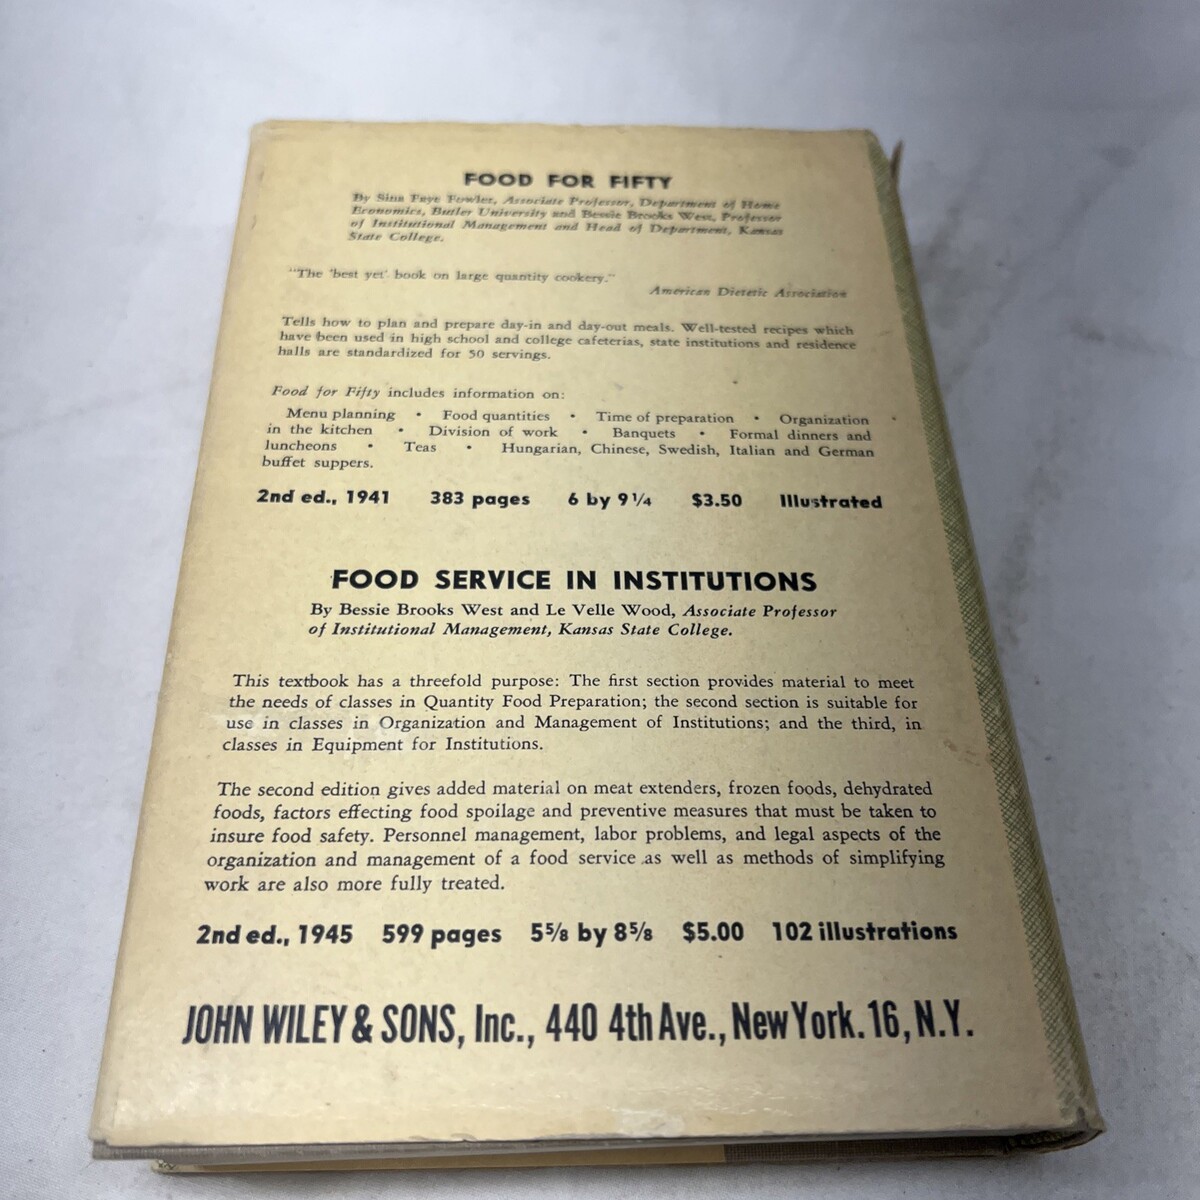 FOOD FOR FIFTY
By Sina Faye Fowler, Associate Professor, Department of Home
Economics, Butler University and Bessie Brooks West, Professor
of Institutional Management and Head of Department, Kansas
State College.
"The 'best yet' book on large quantity cookery."
American Dietetic Association
Tells how to plan and prepare day-in and day-out meals. Well-tested recipes which
have been used in high school and college cafeterias, state institutions and residence
halls are standardized for 50 servings.
Food for Fifty includes information on:
Menu planning • Food quantities • Time of preparation • Organization
in the kitchen • Division of work • Banquets • Formal dinners and
luncheons • Teas • Hungarian, Chinese, Swedish, Italian and German
buffet suppers.
2nd ed., 1941 383 pages 6 by 9¼ $3.50 Illustrated
FOOD SERVICE IN INSTITUTIONS
By Bessie Brooks West and Le Velle Wood, Associate Professor
of Institutional Management, Kansas State College.
This textbook has a threefold purpose: The first section provides material to meet
the needs of classes in Quantity Food Preparation; the second section is suitable for
use in classes in Organization and Management of Institutions; and the third, in
classes in Equipment for Institutions.
The second edition gives added material on meat extenders, frozen foods, dehydrated
foods, factors effecting food spoilage and preventive measures that must be taken to
insure food safety. Personnel management, labor problems, and legal aspects of the
organization and management of a food service as well as methods of simplifying
work are also more fully treated.
2nd ed., 1945 599 pages 5⅝ by 8⅝ $5.00 102 illustrations
JOHN WILEY & SONS, Inc., 440 4th Ave., New York. 16, N.Y.